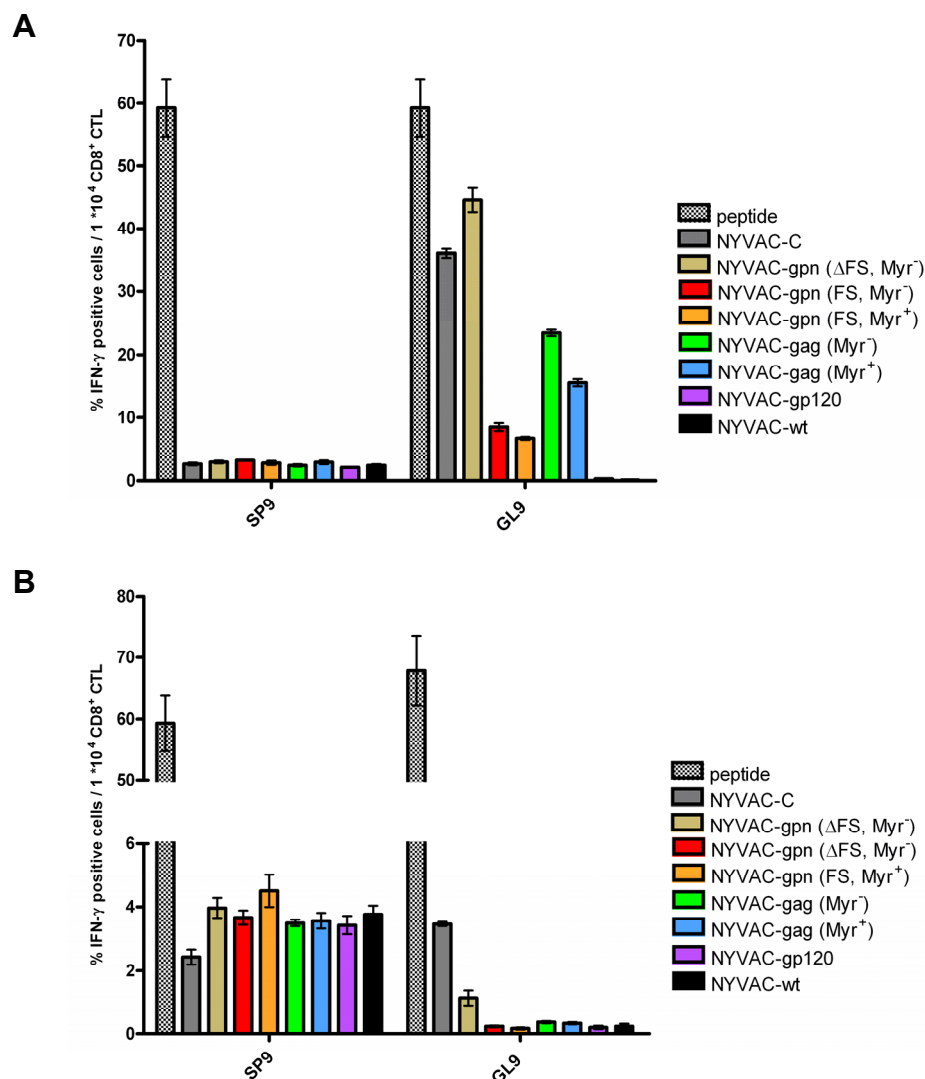 A
% IFN-γ positive cells / 1 *10⁴ CD8⁺ CTL
70
60
50
40
30
20
10
0
SP9
GL9
peptide
NYVAC-C
NYVAC-gpn (ΔFS, Myr⁻)
NYVAC-gpn (FS, Myr⁻)
NYVAC-gpn (FS, Myr⁺)
NYVAC-gag (Myr⁻)
NYVAC-gag (Myr⁺)
NYVAC-gp120
NYVAC-wt
B
% IFN-γ positive cells / 1 *10⁴ CD8⁺ CTL
80
70
60
50
6
4
2
0
SP9
GL9
peptide
NYVAC-C
NYVAC-gpn (ΔFS, Myr⁻)
NYVAC-gpn (ΔFS, Myr⁻)
NYVAC-gpn (FS, Myr⁺)
NYVAC-gag (Myr⁻)
NYVAC-gag (Myr⁺)
NYVAC-gp120
NYVAC-wt